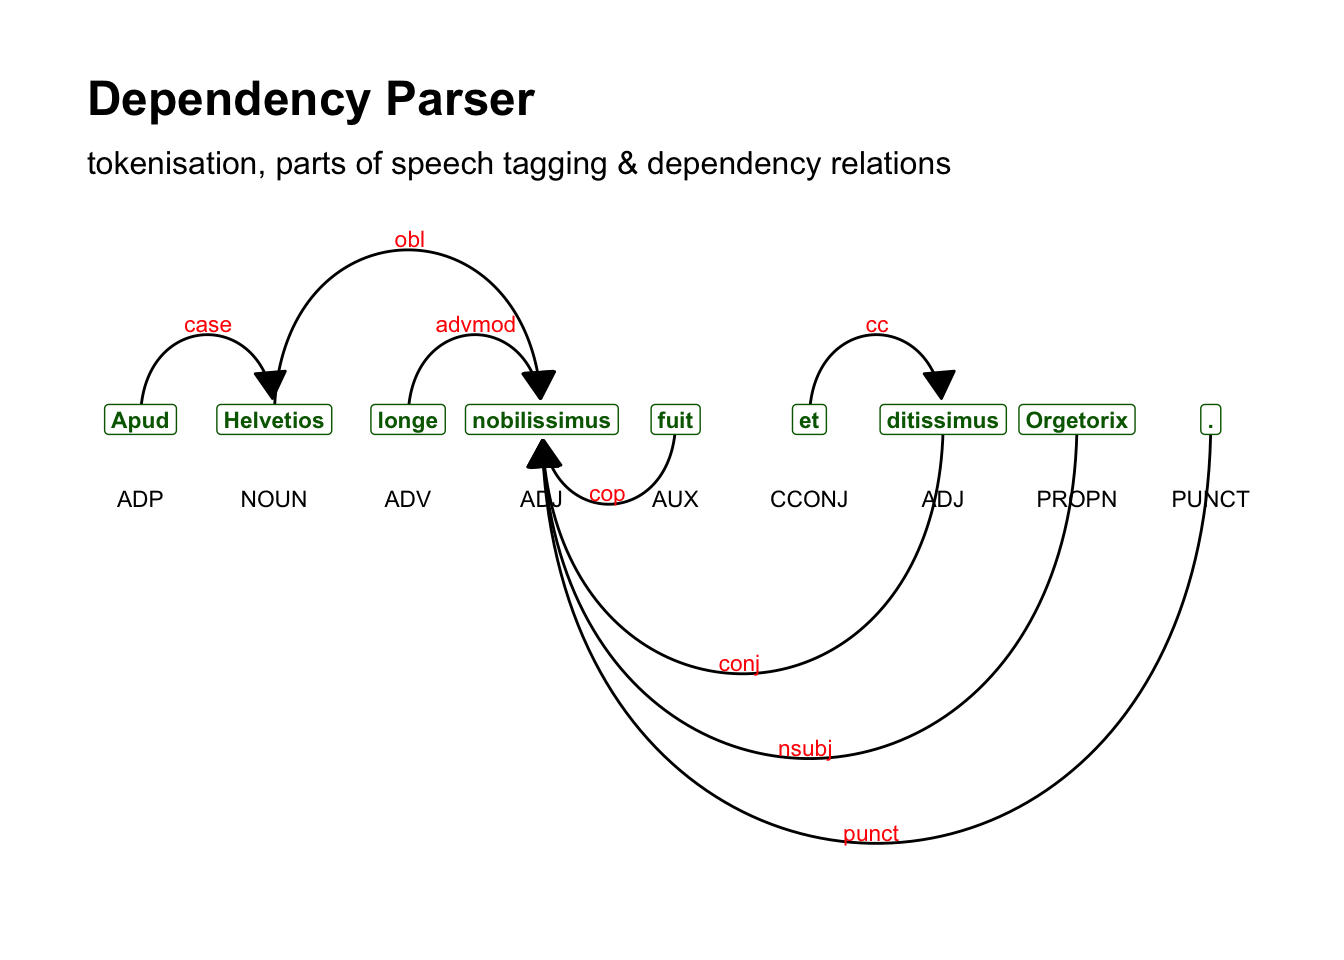 Dependency Parser
tokenisation, parts of speech tagging & dependency relations
obl
case advmod cc
Apud Helvetios longe nobilissimus fuit et ditissimus Orgetorix .
cop
ADP NOUN ADV ADJ AUX CCONJ ADJ PROPN PUNCT
conj
nsubj
punct